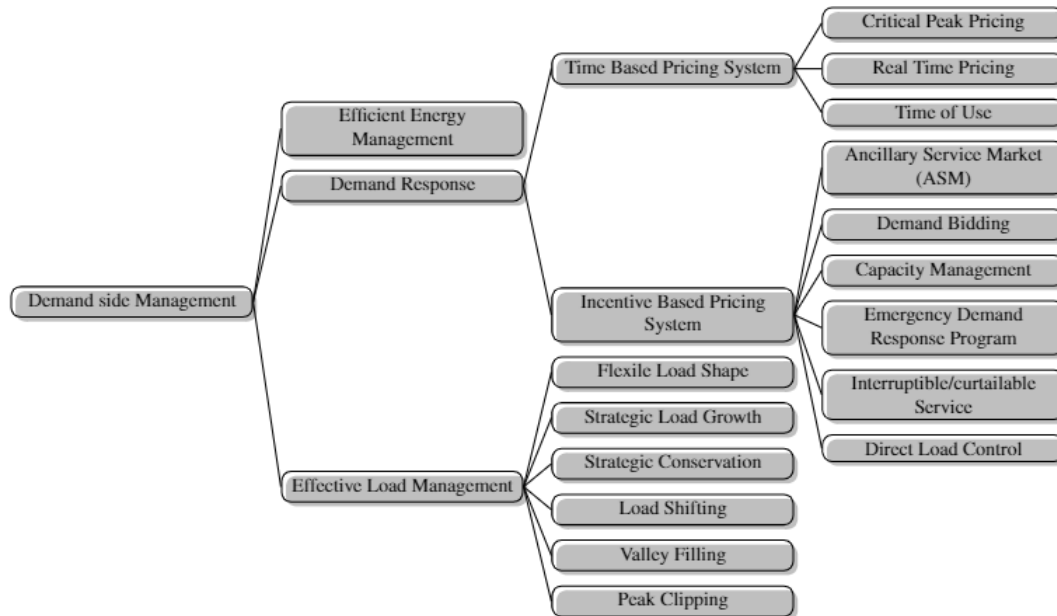 Demand side Management
Efficient Energy
Management
Demand Response
Time Based Pricing System
Critical Peak Pricing
Real Time Pricing
Time of Use
Incentive Based Pricing
System
Ancillary Service Market
(ASM)
Demand Bidding
Capacity Management
Emergency Demand
Response Program
Interruptible/curtailable
Service
Direct Load Control
Effective Load Management
Flexile Load Shape
Strategic Load Growth
Strategic Conservation
Load Shifting
Valley Filling
Peak Clipping